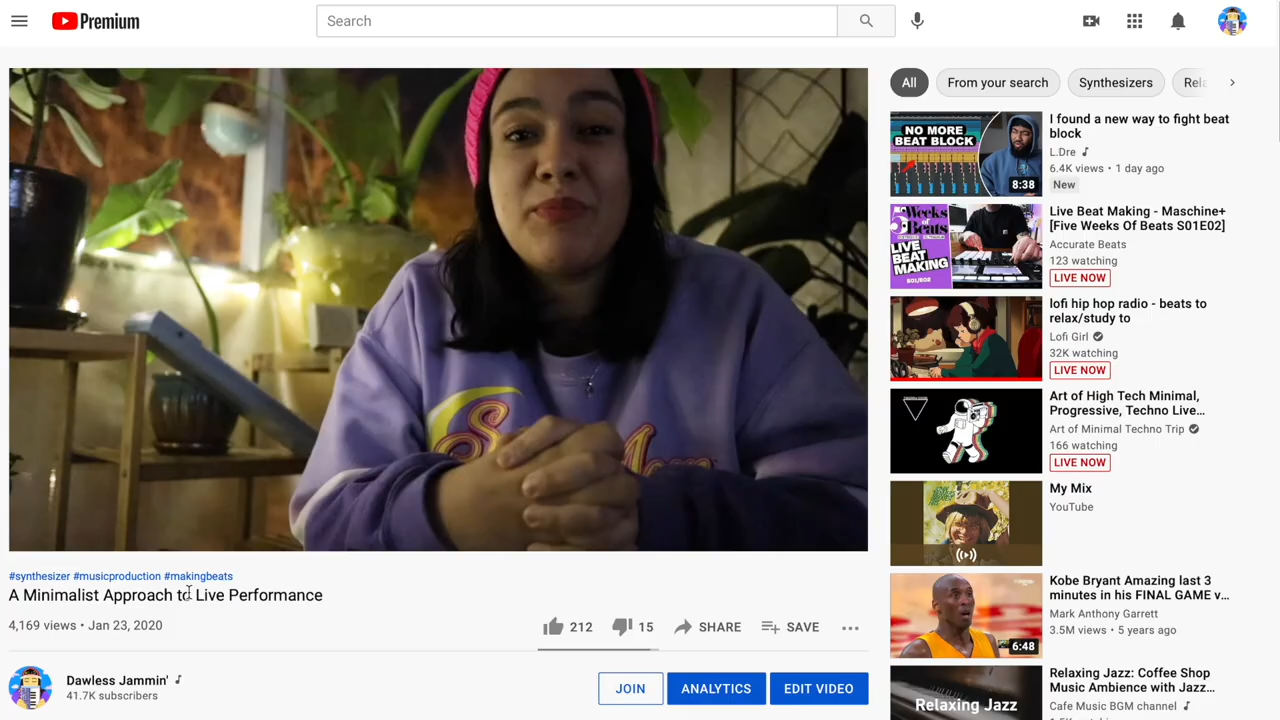 Premium
Search
All
From your search
Synthesizers
I found a new way to fight beat
block
L.Dre
6.4K views • 1 day ago
New
NO MORE
BEAT BLOCK
8:38
Live Beat Making - Maschine+
[Five Weeks Of Beats S01E02]
Accurate Beats
123 watching
LIVE NOW
5 Weeks
of
Beats
LIVE
BEAT
MAKING
lofi hip hop radio - beats to
relax/study to
Lofi Girl
32K watching
LIVE NOW
Art of High Tech Minimal,
Progressive, Techno Live...
Art of Minimal Techno Trip
166 watching
LIVE NOW
My Mix
YouTube
Kobe Bryant Amazing last 3
minutes in his FINAL GAME v...
Mark Anthony Garrett
3.5M views • 5 years ago
6:48
Relaxing Jazz: Coffee Shop
Music Ambience with Jazz...
Cafe Music BGM channel
Relaxing Jazz
#synthesizer #musicproduction #makingbeats
A Minimalist Approach to Live Performance
4,169 views • Jan 23, 2020
212
15
SHARE
SAVE
Dawless Jammin'
41.7K subscribers
JOIN
ANALYTICS
EDIT VIDEO